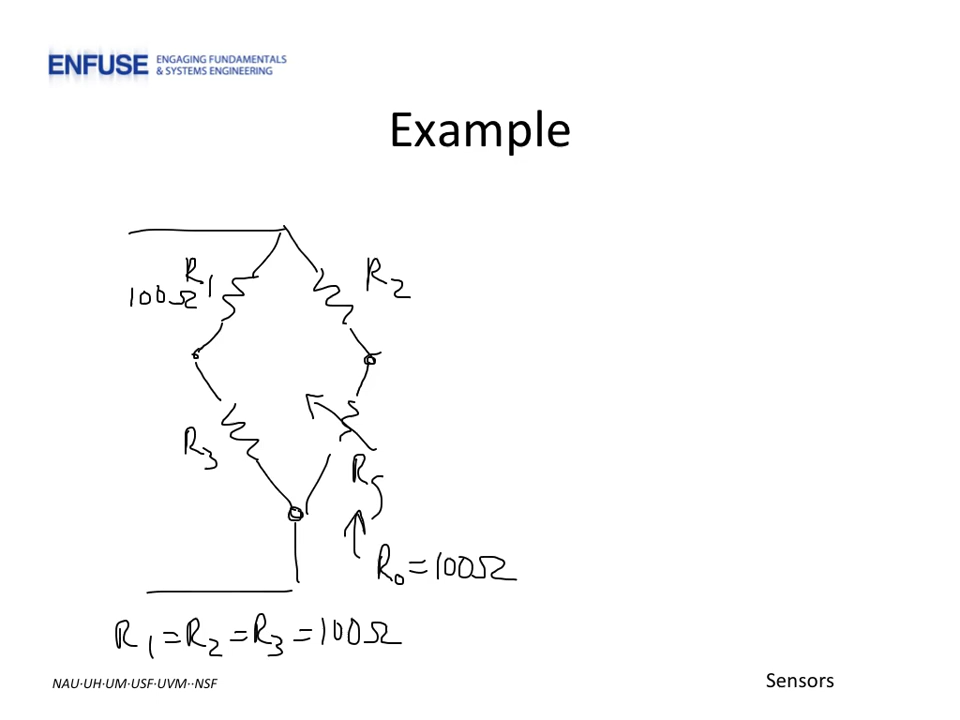 ENFUSE ENGAGING FUNDAMENTALS
& SYSTEMS ENGINEERING
Example
R1
100Ω
R2
R3
RS
R0 = 100Ω
R1 = R2 = R3 = 100Ω
NAU·UH·UM·USF·UVM··NSF
Sensors